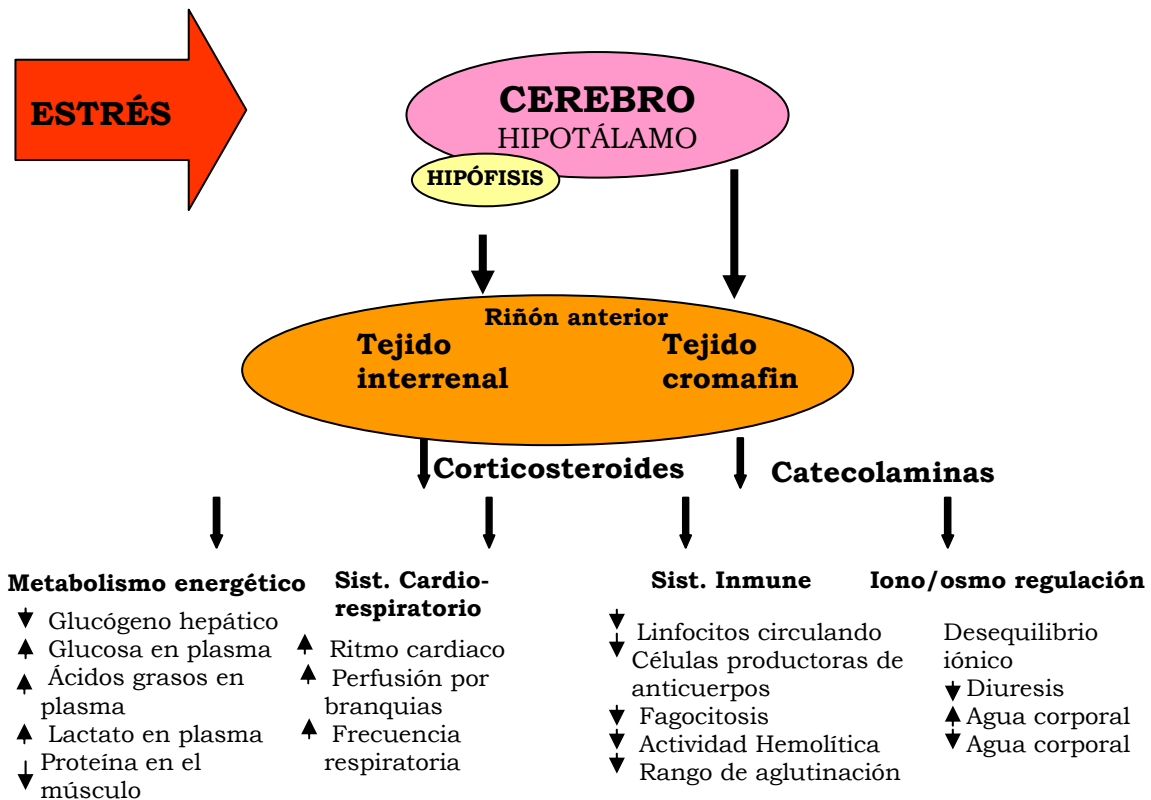 ESTRÉS
CEREBRO
HIPOTÁLAMO
HIPÓFISIS
Riñón anterior
Tejido
interrenal
Tejido
cromafin
Corticosteroides
Catecolaminas
Metabolismo energético
Glucógeno hepático
Glucosa en plasma
Ácidos grasos en
plasma
Lactato en plasma
Proteína en el
músculo
Sist. Cardio-
respiratorio
Ritmo cardiaco
Perfusión por
branquias
Frecuencia
respiratoria
Sist. Inmune
Linfocitos circulando
Células productoras de
anticuerpos
Fagocitosis
Actividad Hemolítica
Rango de aglutinación
Iono/osmo regulación
Desequilibrio
iónico
Diuresis
Agua corporal
Agua corporal